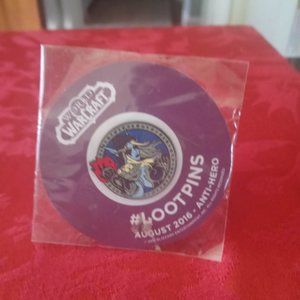 WORLD
WARCRAFT
#LOOTPINS
AUGUST 2016 - ANTI-HERO